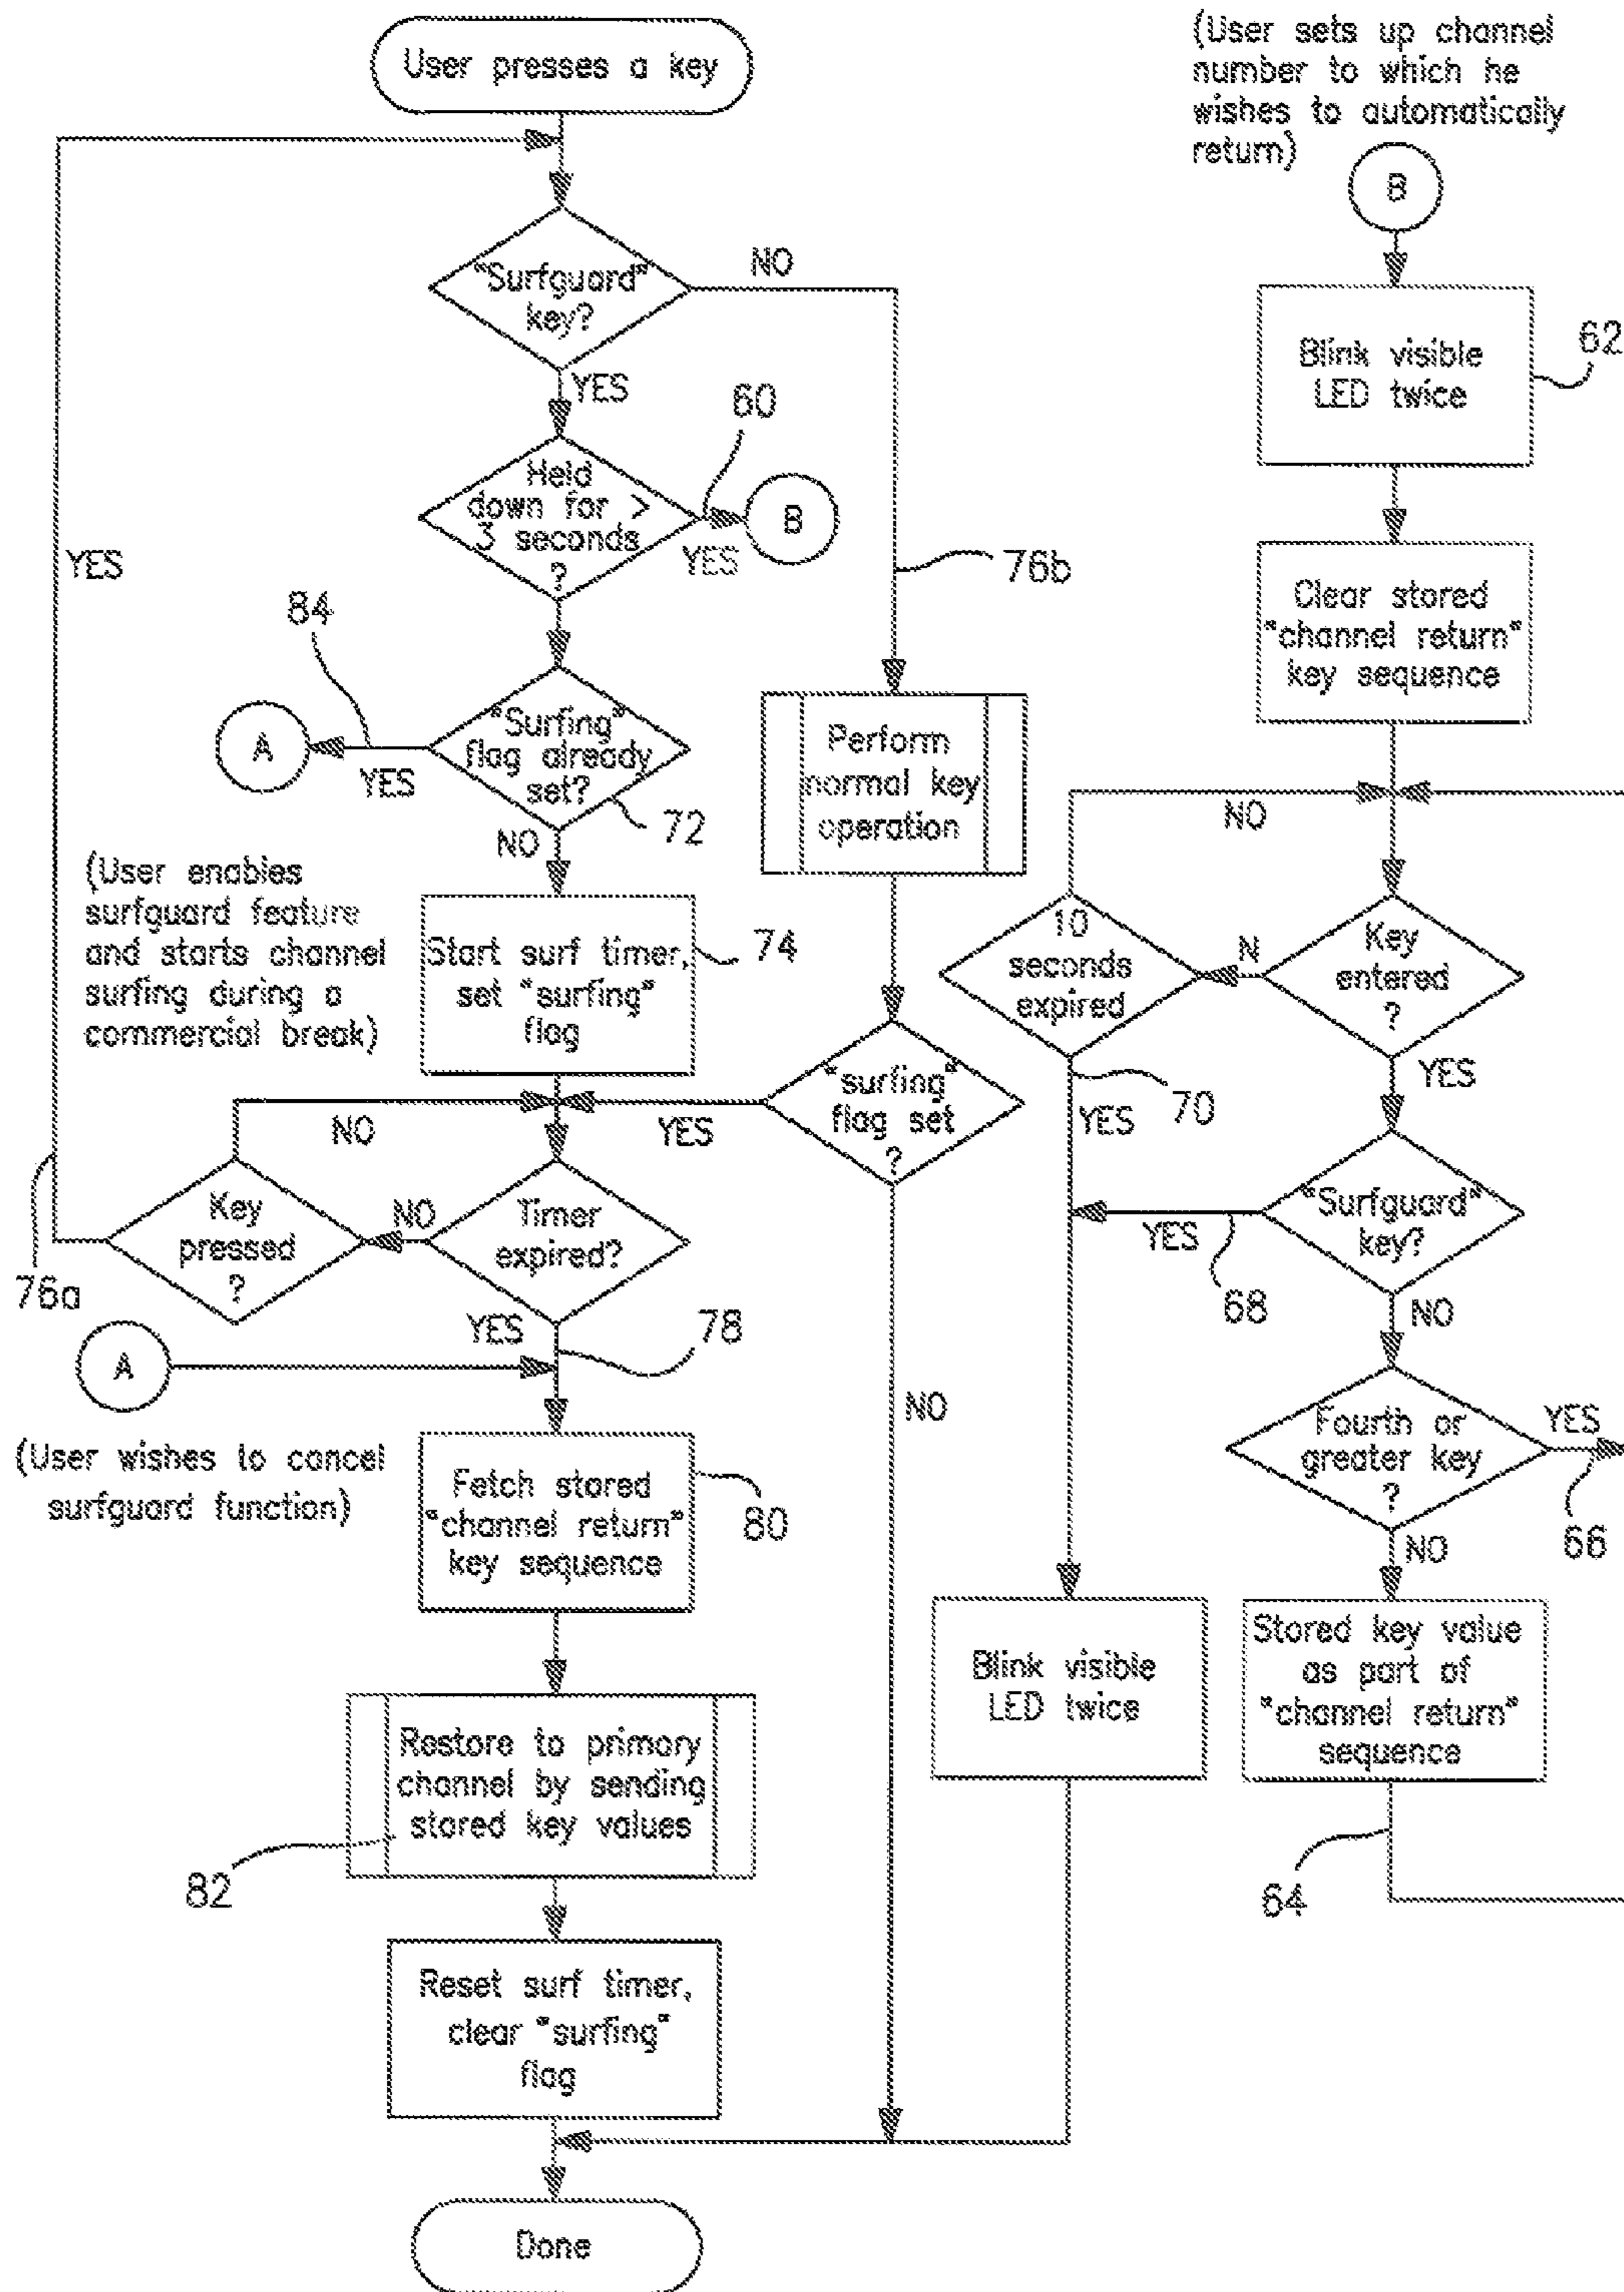 User presses a key
"Surfguard"
key?
NO
YES
Held
down for >
3 seconds
?
60
YES
B
76b
YES
84
A
YES
"Surfing"
flag already
set?
72
NO
Perform
normal key
operation
(User enables
surfguard feature
and starts channel
surfing during a
commercial break)
Start surf timer,
set "surfing"
flag
74
"surfing"
flag set
?
YES
NO
NO
Key
pressed
?
NO
Timer
expired?
76a
YES
78
A
(User wishes to cancel
surfguard function)
Fetch stored
"channel return"
key sequence
80
Restore to primary
channel by sending
stored key values
82
Reset surf timer,
clear "surfing"
flag
Done
(User sets up channel
number to which he
wishes to automatically
return)
B
Blink visible
LED twice
62
Clear stored
"channel return"
key sequence
NO
10
seconds
expired
N
Key
entered
?
YES
70
YES
"Surfguard"
key?
YES
68
NO
Fourth or
greater key
?
YES
66
NO
Blink visible
LED twice
Stored key value
as part of
"channel return"
sequence
64